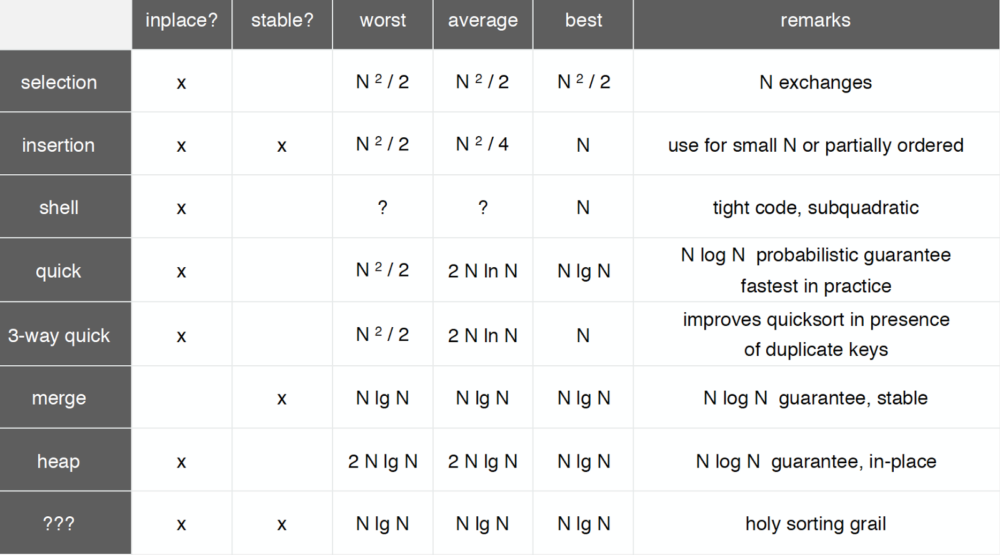 inplace? stable? worst average best remarks
selection x N ² / 2 N ² / 2 N ² / 2 N exchanges
insertion x x N ² / 2 N ² / 4 N use for small N or partially ordered
shell x ? ? N tight code, subquadratic
quick x N ² / 2 2 N ln N N lg N N log N probabilistic guarantee
fastest in practice
3-way quick x N ² / 2 2 N ln N N improves quicksort in presence
of duplicate keys
merge x N lg N N lg N N lg N N log N guarantee, stable
heap x 2 N lg N 2 N lg N N lg N N log N guarantee, in-place
??? x x N lg N N lg N N lg N holy sorting grail